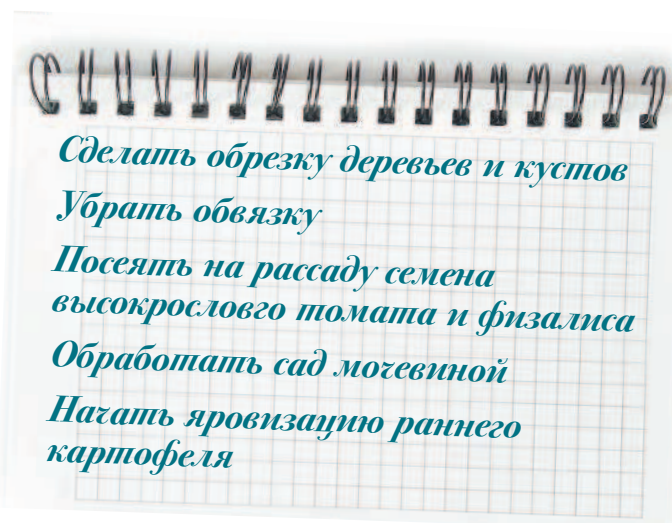 Сделать обрезку деревьев и кустов
Убрать обвязку
Посеять на рассаду семена
высокрословго томата и физалиса
Обработать сад мочевиной
Начать яровизацию раннего
картофеля